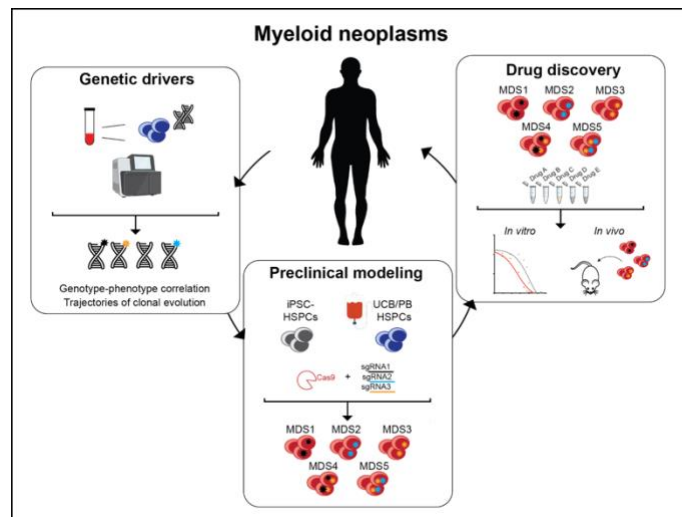 Myeloid neoplasms
Genetic drivers
Genotype-phenotype correlation
Trajectories of clonal evolution
Preclinical modeling
iPSC-
HSPCs
UCB/PB
HSPCs
Cas9
+
sgRNA1
sgRNA2
sgRNA3
MDS1
MDS2
MDS3
MDS4
MDS5
Drug discovery
MDS1
MDS2
MDS3
MDS4
MDS5
Drug A
Drug B
Drug C
Drug D
Drug E
In vitro
In vivo